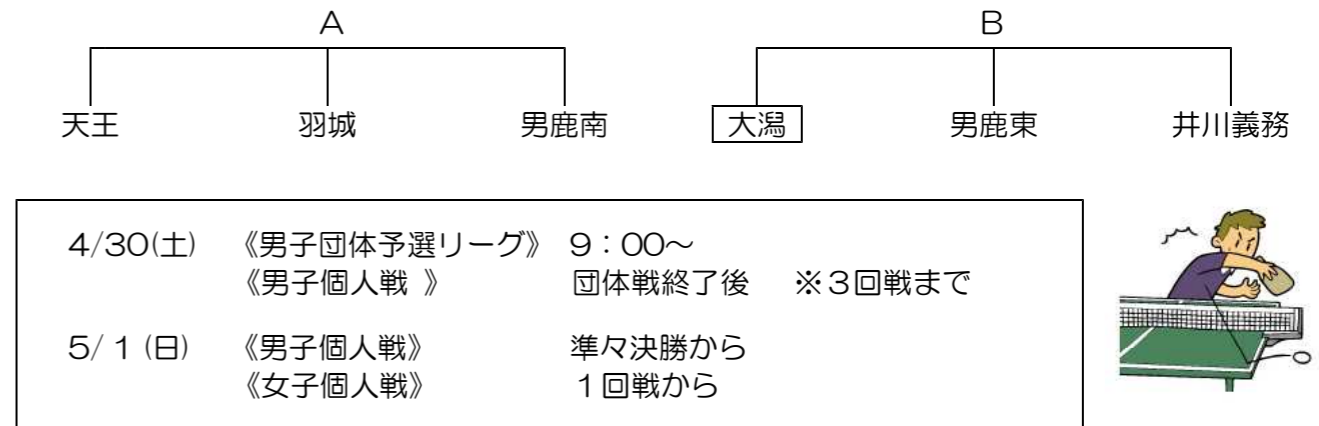 A B
天王 羽城 男鹿南 大潟 男鹿東 井川義務
4/30(土) 《男子団体予選リーグ》 9：00～
《男子個人戦 》 団体戦終了後 ※3回戦まで
5/ 1 (日) 《男子個人戦》 準々決勝から
《女子個人戦》 1回戦から